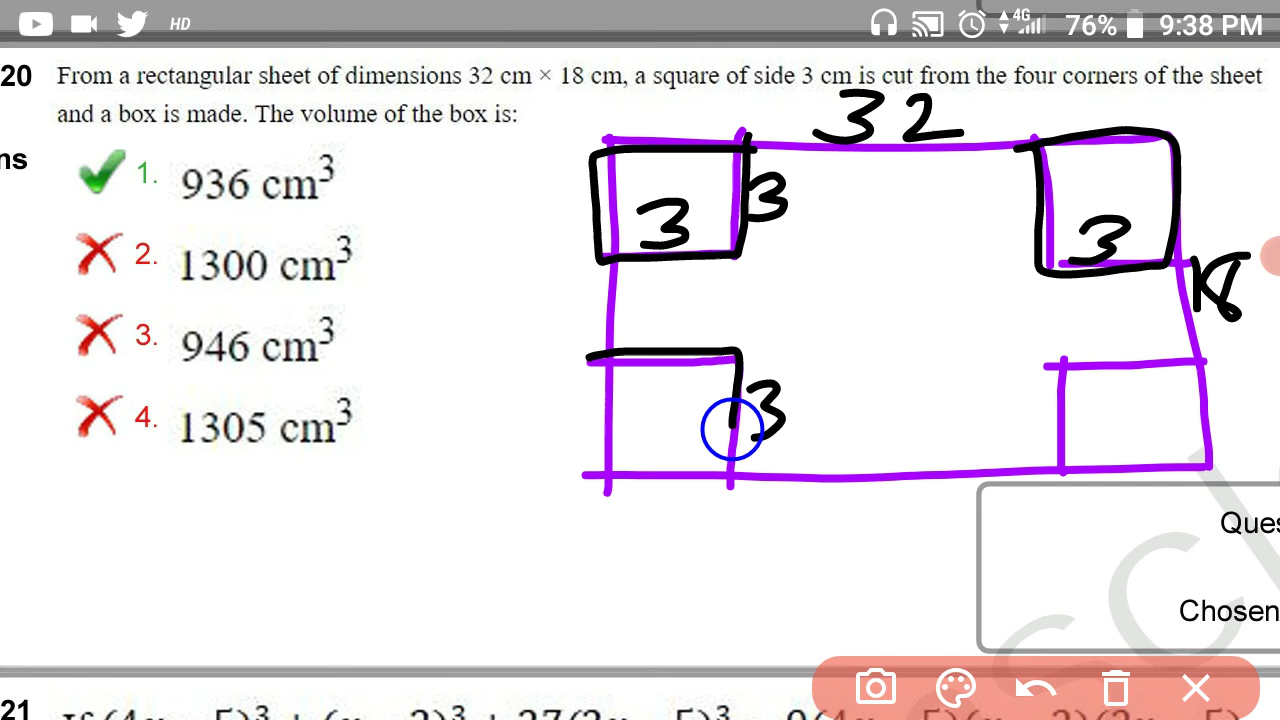 HD 4G 76% 9:38 PM
20 From a rectangular sheet of dimensions 32 cm × 18 cm, a square of side 3 cm is cut from the four corners of the sheet
and a box is made. The volume of the box is:
ns
1. 936 cm³
2. 1300 cm³
3. 946 cm³
4. 1305 cm³
32
3
3
3
18
3
Ques
Chosen
21